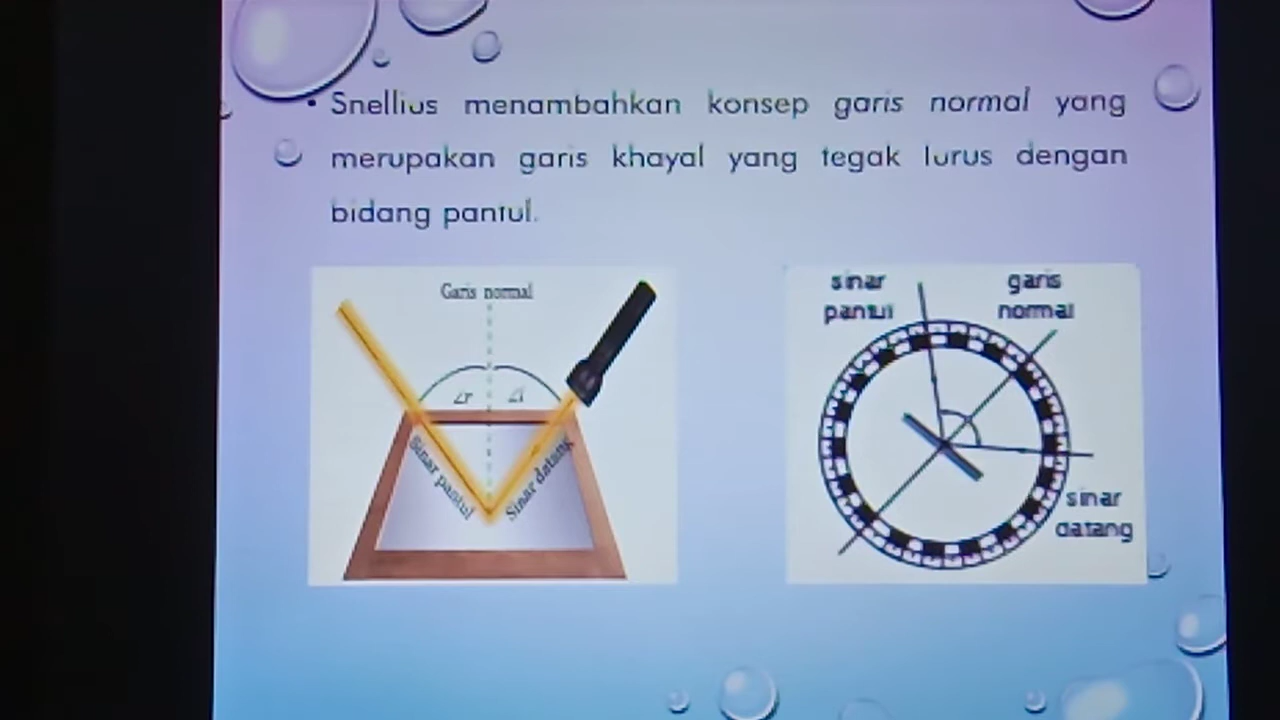 • Snellius menambahkan konsep garis normal yang
merupakan garis khayal yang tegak lurus dengan
bidang pantul.
Garis normal
∠r ∠i
Sinar pantul
Sinar datang
sinar
pantul
garis
normal
sinar
datang